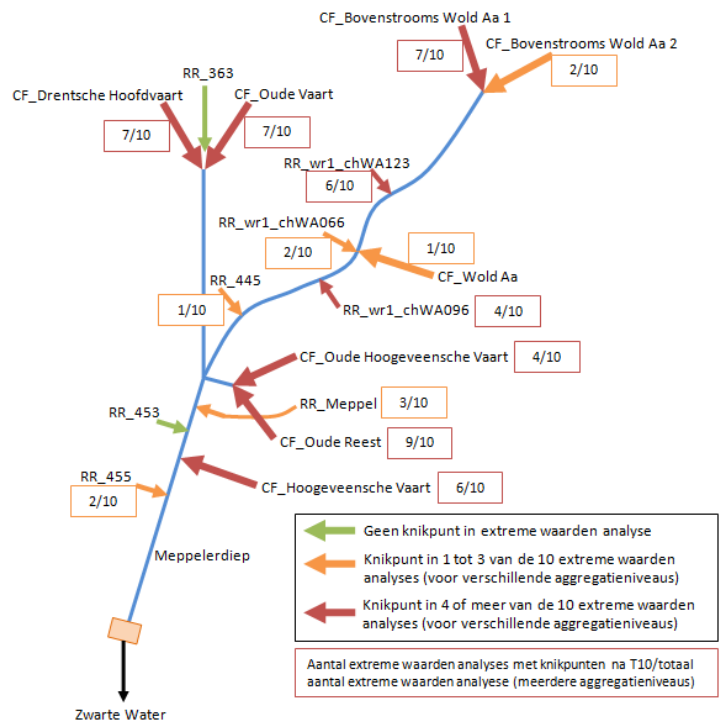 CF_Bovenstrooms Wold Aa 1
7/10
CF_Bovenstrooms Wold Aa 2
2/10
RR_363
CF_Drentsche Hoofdvaart
CF_Oude Vaart
7/10
7/10
RR_wr1_chWA123
6/10
RR_wr1_chWA066
2/10
1/10
CF_Wold Aa
RR_445
1/10
RR_wr1_chWA096
4/10
CF_Oude Hoogeveensche Vaart
4/10
RR_Meppel
3/10
RR_453
CF_Oude Reest
9/10
RR_455
2/10
CF_Hoogeveensche Vaart
6/10
Meppelerdiep
Zwarte Water
Geen knikpunt in extreme waarden analyse
Knikpunt in 1 tot 3 van de 10 extreme waarden
analyses (voor verschillende aggregatieniveaus)
Knikpunt in 4 of meer van de 10 extreme waarden
analyses (voor verschillende aggregatieniveaus)
Aantal extreme waarden analyses met knikpunten na T10/totaal
aantal extreme waarden analyese (meerdere aggregatieniveaus)